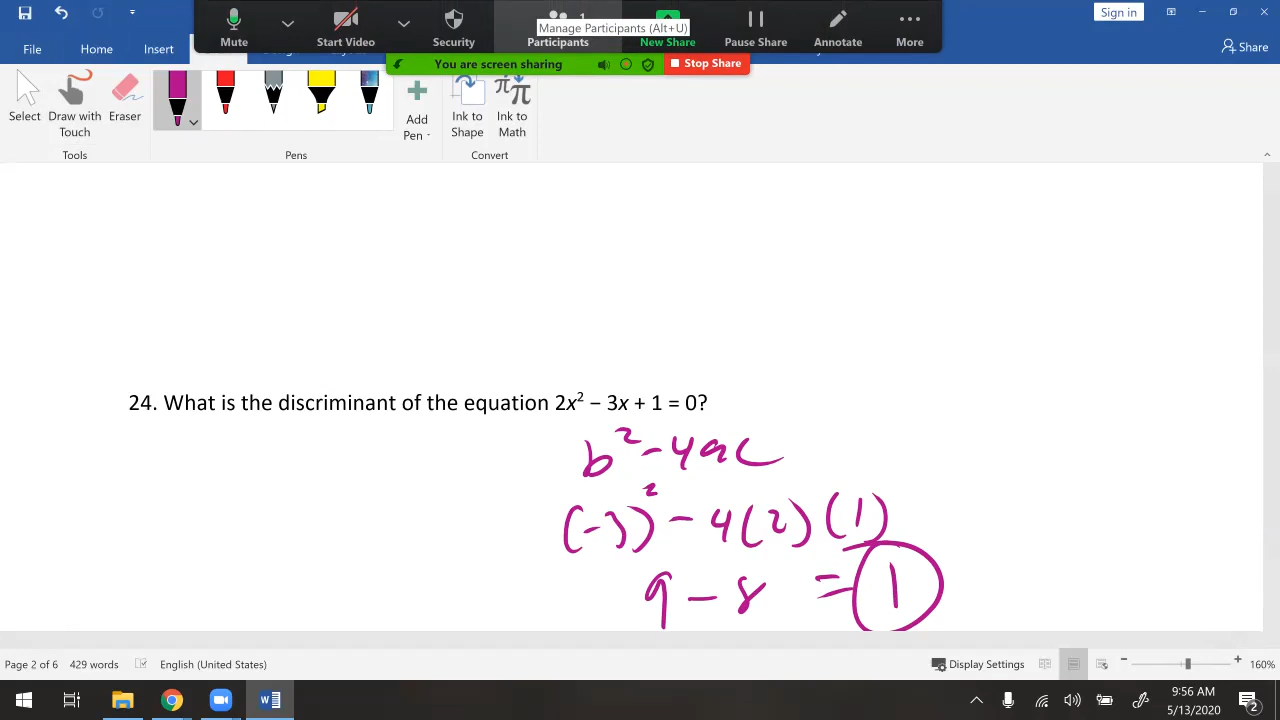 Sign in
Mute
Start Video
Security
1
Participants
Manage Participants (Alt+U)
New Share
Pause Share
Annotate
More
File
Home
Insert
Share
You are screen sharing
Stop Share
Select
Draw with Touch
Eraser
Add Pen
Ink to Shape
Ink to Math
Tools
Pens
Convert
24. What is the discriminant of the equation 2x² − 3x + 1 = 0?
b² - 4ac
(-3)² - 4(2)(1)
9 - 8 = 1
Page 2 of 6
429 words
English (United States)
Display Settings
160%
9:56 AM
5/13/2020
2